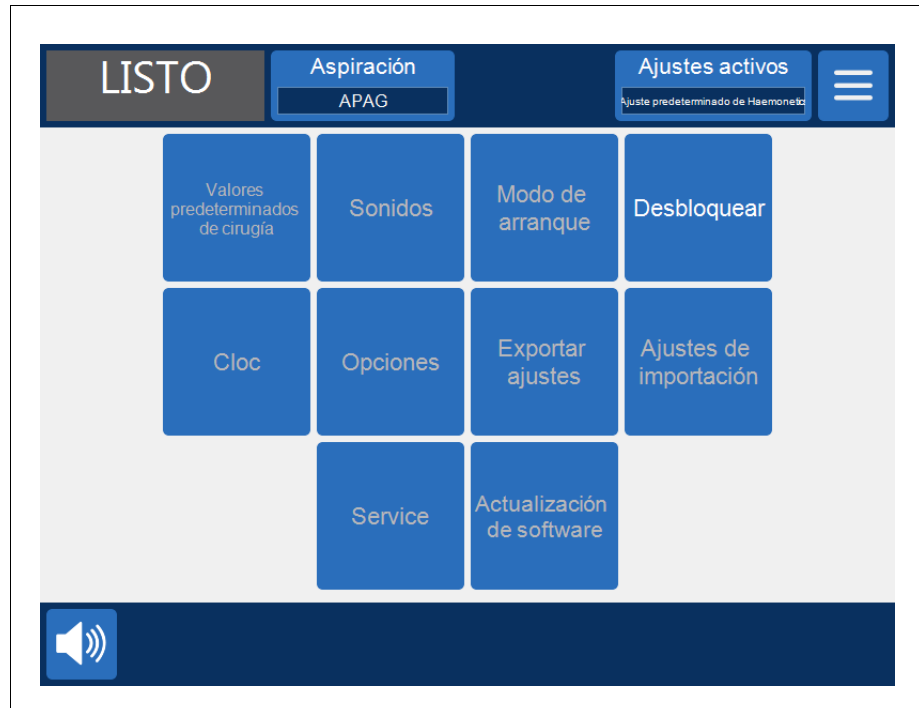 LISTO
Aspiración
APAG
Ajustes activos
Ajuste predeterminado de Haemonetic
Valores
predeterminados
de cirugía
Sonidos
Modo de
arranque
Desbloquear
Cloc
Opciones
Exportar
ajustes
Ajustes de
importación
Service
Actualización
de software